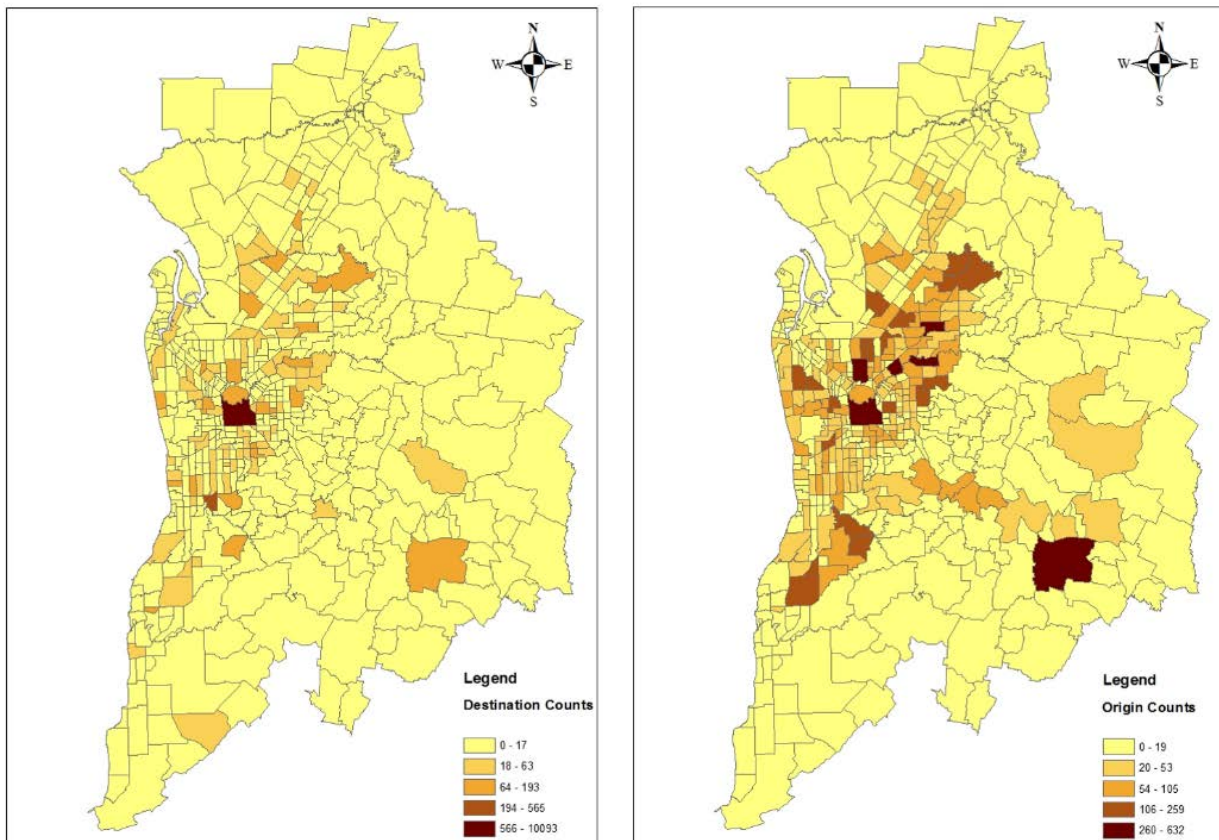 N
W E
S
Legend
Destination Counts
0 - 17
18 - 63
64 - 193
194 - 565
566 - 10093
N
W E
S
Legend
Origin Counts
0 - 19
20 - 53
54 - 105
106 - 259
260 - 632